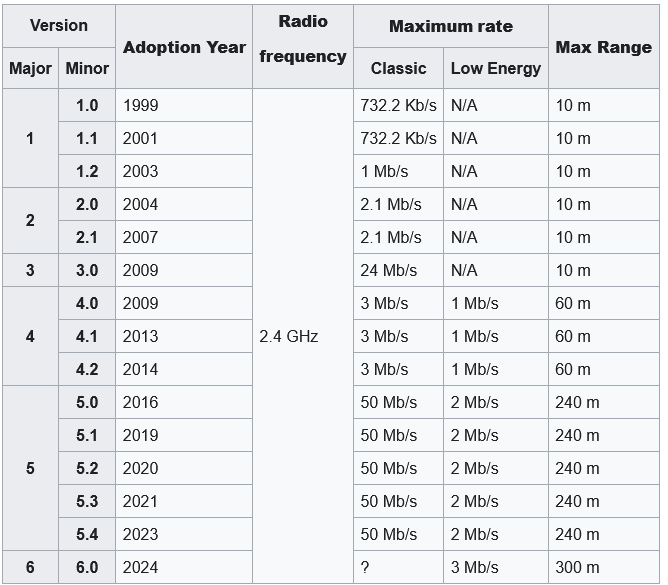 Version Adoption Year Radio frequency Maximum rate Max Range
Major Minor Classic Low Energy
1 1.0 1999 2.4 GHz 732.2 Kb/s N/A 10 m
1.1 2001 732.2 Kb/s N/A 10 m
1.2 2003 1 Mb/s N/A 10 m
2 2.0 2004 2.1 Mb/s N/A 10 m
2.1 2007 2.1 Mb/s N/A 10 m
3 3.0 2009 24 Mb/s N/A 10 m
4 4.0 2009 3 Mb/s 1 Mb/s 60 m
4.1 2013 3 Mb/s 1 Mb/s 60 m
4.2 2014 3 Mb/s 1 Mb/s 60 m
5 5.0 2016 50 Mb/s 2 Mb/s 240 m
5.1 2019 50 Mb/s 2 Mb/s 240 m
5.2 2020 50 Mb/s 2 Mb/s 240 m
5.3 2021 50 Mb/s 2 Mb/s 240 m
5.4 2023 50 Mb/s 2 Mb/s 240 m
6 6.0 2024 ? 3 Mb/s 300 m